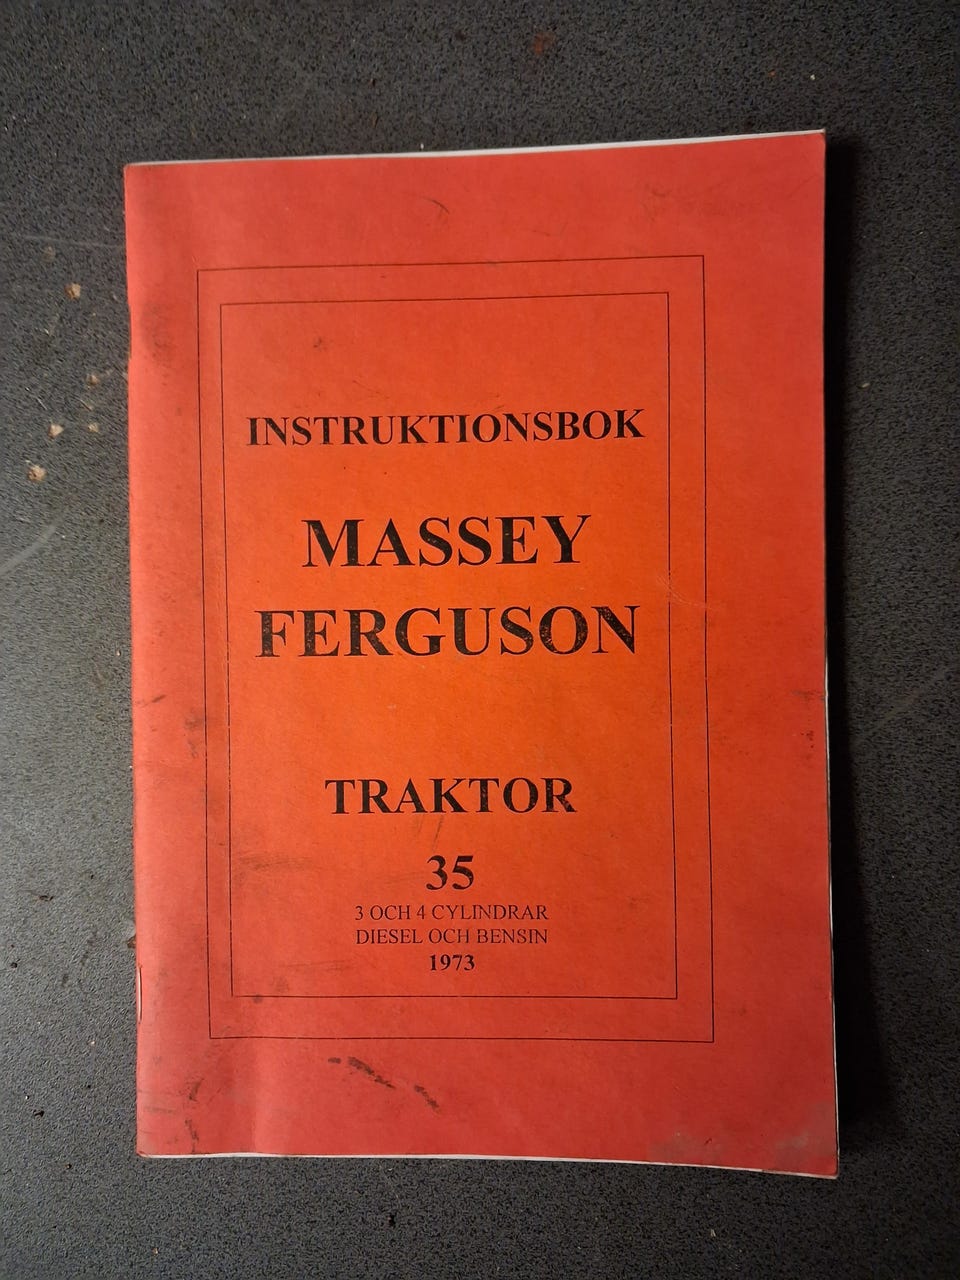 INSTRUKTIONSBOK
MASSEY
FERGUSON
TRAKTOR
35
3 OCH 4 CYLINDRAR
DIESEL OCH BENSIN
1973